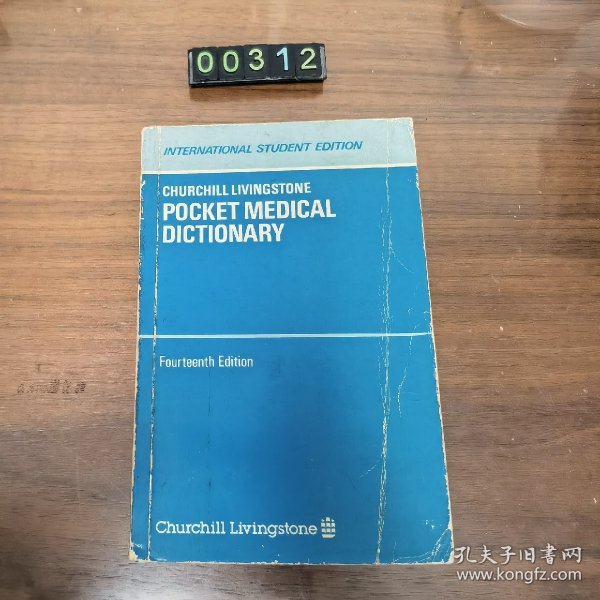 00312
INTERNATIONAL STUDENT EDITION
CHURCHILL LIVINGSTONE
POCKET MEDICAL
DICTIONARY
Fourteenth Edition
Churchill Livingstone
孔夫子旧书网
www.kongfz.com